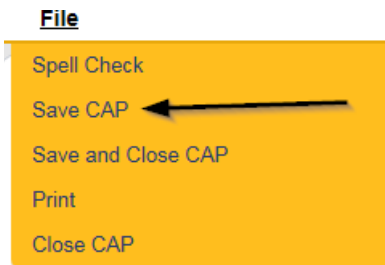 File
Spell Check
Save CAP
Save and Close CAP
Print
Close CAP